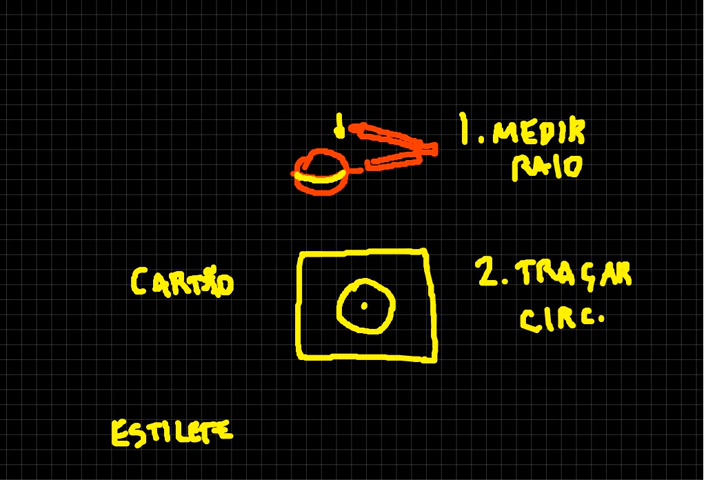 1. MEDIR
RAIO
CARTÃO
2. TRAÇAR
CIRC.
ESTILETE